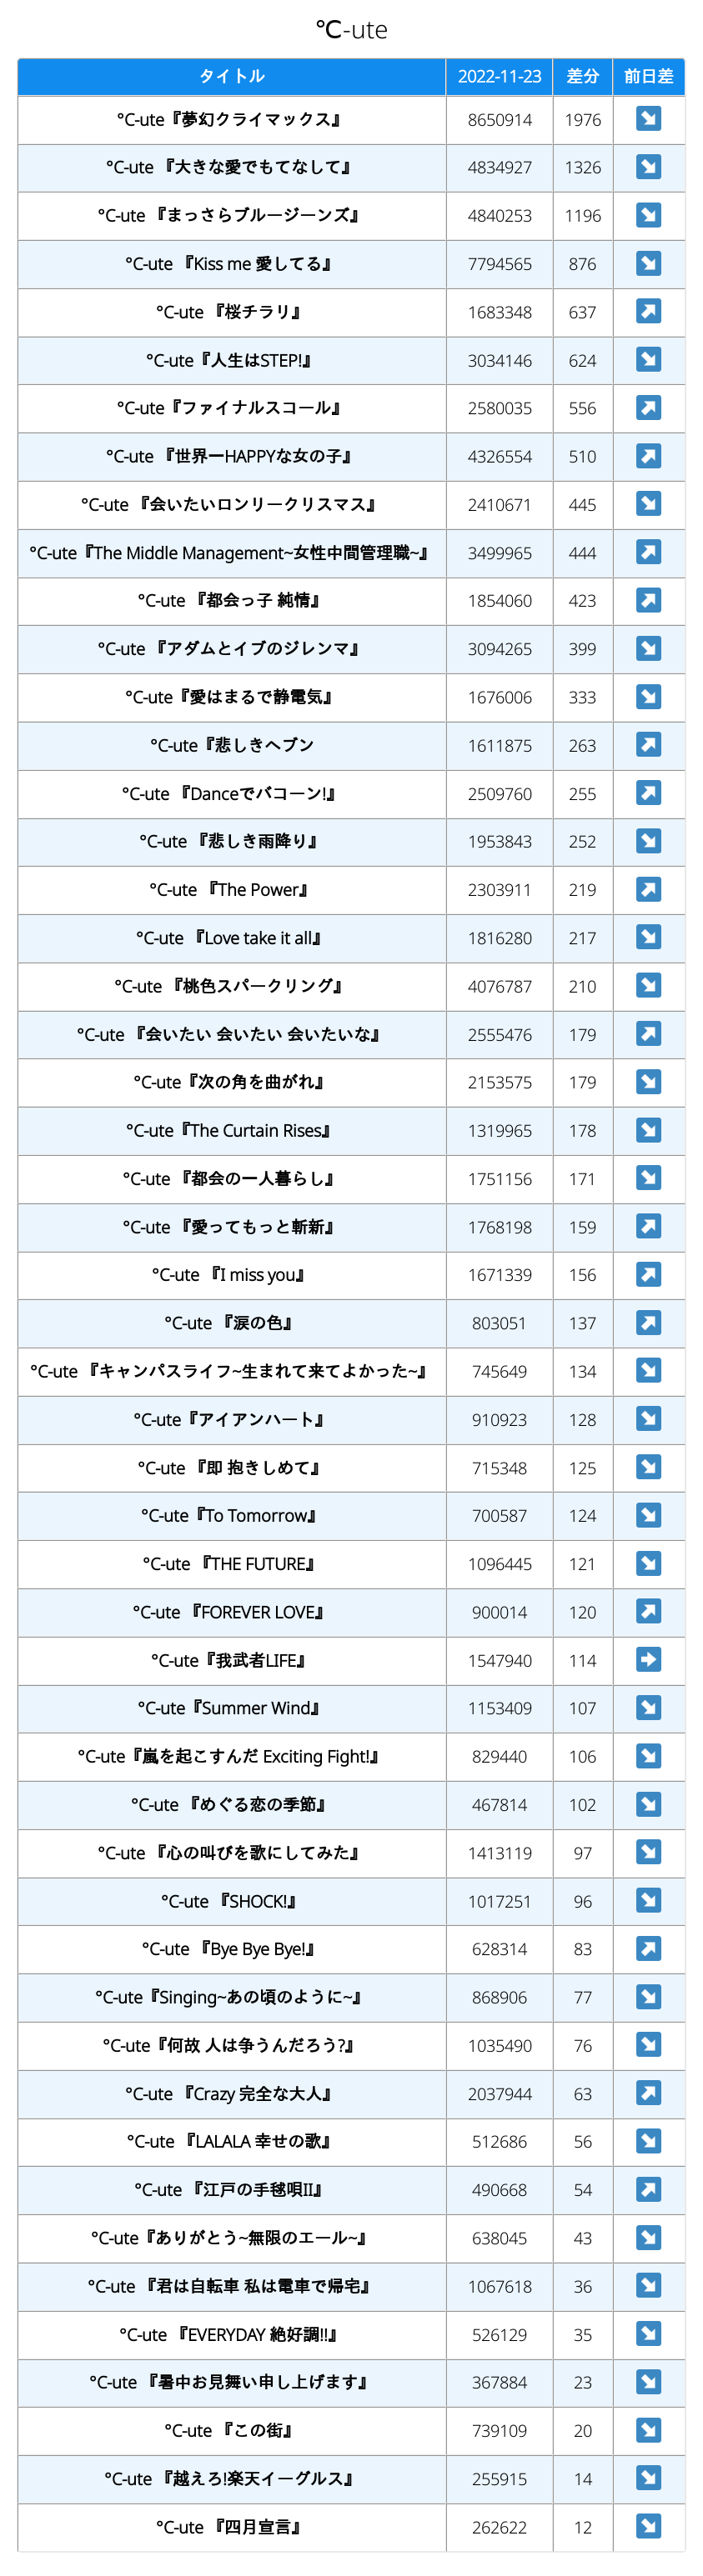 ℃-ute
タイトル 2022-11-23 差分 前日差
℃-ute『夢幻クライマックス』 8650914 1976 ↘
℃-ute 『大きな愛でもてなして』 4834927 1326 ↘
℃-ute 『まっさらブルージーンズ』 4840253 1196 ↘
℃-ute 『Kiss me 愛してる』 7794565 876 ↘
℃-ute 『桜チラリ』 1683348 637 ↗
℃-ute『人生はSTEP!』 3034146 624 ↘
℃-ute『ファイナルスコール』 2580035 556 ↗
℃-ute 『世界一HAPPYな女の子』 4326554 510 ↗
℃-ute 『会いたいロンリークリスマス』 2410671 445 ↘
℃-ute『The Middle Management~女性中間管理職~』 3499965 444 ↗
℃-ute 『都会っ子 純情』 1854060 423 ↗
℃-ute 『アダムとイブのジレンマ』 3094265 399 ↘
℃-ute『愛はまるで静電気』 1676006 333 ↘
℃-ute『悲しきヘブン 1611875 263 ↗
℃-ute 『Danceでバコーン!』 2509760 255 ↗
℃-ute 『悲しき雨降り』 1953843 252 ↘
℃-ute 『The Power』 2303911 219 ↗
℃-ute 『Love take it all』 1816280 217 ↘
℃-ute 『桃色スパークリング』 4076787 210 ↘
℃-ute 『会いたい 会いたい 会いたいな』 2555476 179 ↗
℃-ute『次の角を曲がれ』 2153575 179 ↘
℃-ute『The Curtain Rises』 1319965 178 ↘
℃-ute 『都会の一人暮らし』 1751156 171 ↘
℃-ute 『愛ってもっと斬新』 1768198 159 ↗
℃-ute 『I miss you』 1671339 156 ↗
℃-ute 『涙の色』 803051 137 ↗
℃-ute 『キャンパスライフ~生まれて来てよかった~』 745649 134 ↘
℃-ute『アイアンハート』 910923 128 ↘
℃-ute 『即 抱きしめて』 715348 125 ↘
℃-ute『To Tomorrow』 700587 124 ↘
℃-ute 『THE FUTURE』 1096445 121 ↘
℃-ute 『FOREVER LOVE』 900014 120 ↗
℃-ute『我武者LIFE』 1547940 114 ➡
℃-ute『Summer Wind』 1153409 107 ↘
℃-ute『嵐を起こすんだ Exciting Fight!』 829440 106 ↘
℃-ute 『めぐる恋の季節』 467814 102 ↘
℃-ute 『心の叫びを歌にしてみた』 1413119 97 ↘
℃-ute 『SHOCK!』 1017251 96 ↘
℃-ute 『Bye Bye Bye!』 628314 83 ↗
℃-ute『Singing~あの頃のように~』 868906 77 ↘
℃-ute『何故 人は争うんだろう?』 1035490 76 ↘
℃-ute 『Crazy 完全な大人』 2037944 63 ↗
℃-ute 『LALALA 幸せの歌』 512686 56 ↘
℃-ute 『江戸の手毬唄II』 490668 54 ↗
℃-ute『ありがとう~無限のエール~』 638045 43 ↘
℃-ute 『君は自転車 私は電車で帰宅』 1067618 36 ↘
℃-ute 『EVERYDAY 絶好調!!』 526129 35 ↘
℃-ute 『暑中お見舞い申し上げます』 367884 23 ↘
℃-ute 『この街』 739109 20 ↘
℃-ute 『越えろ!楽天イーグルス』 255915 14 ↘
℃-ute 『四月宣言』 262622 12 ↘